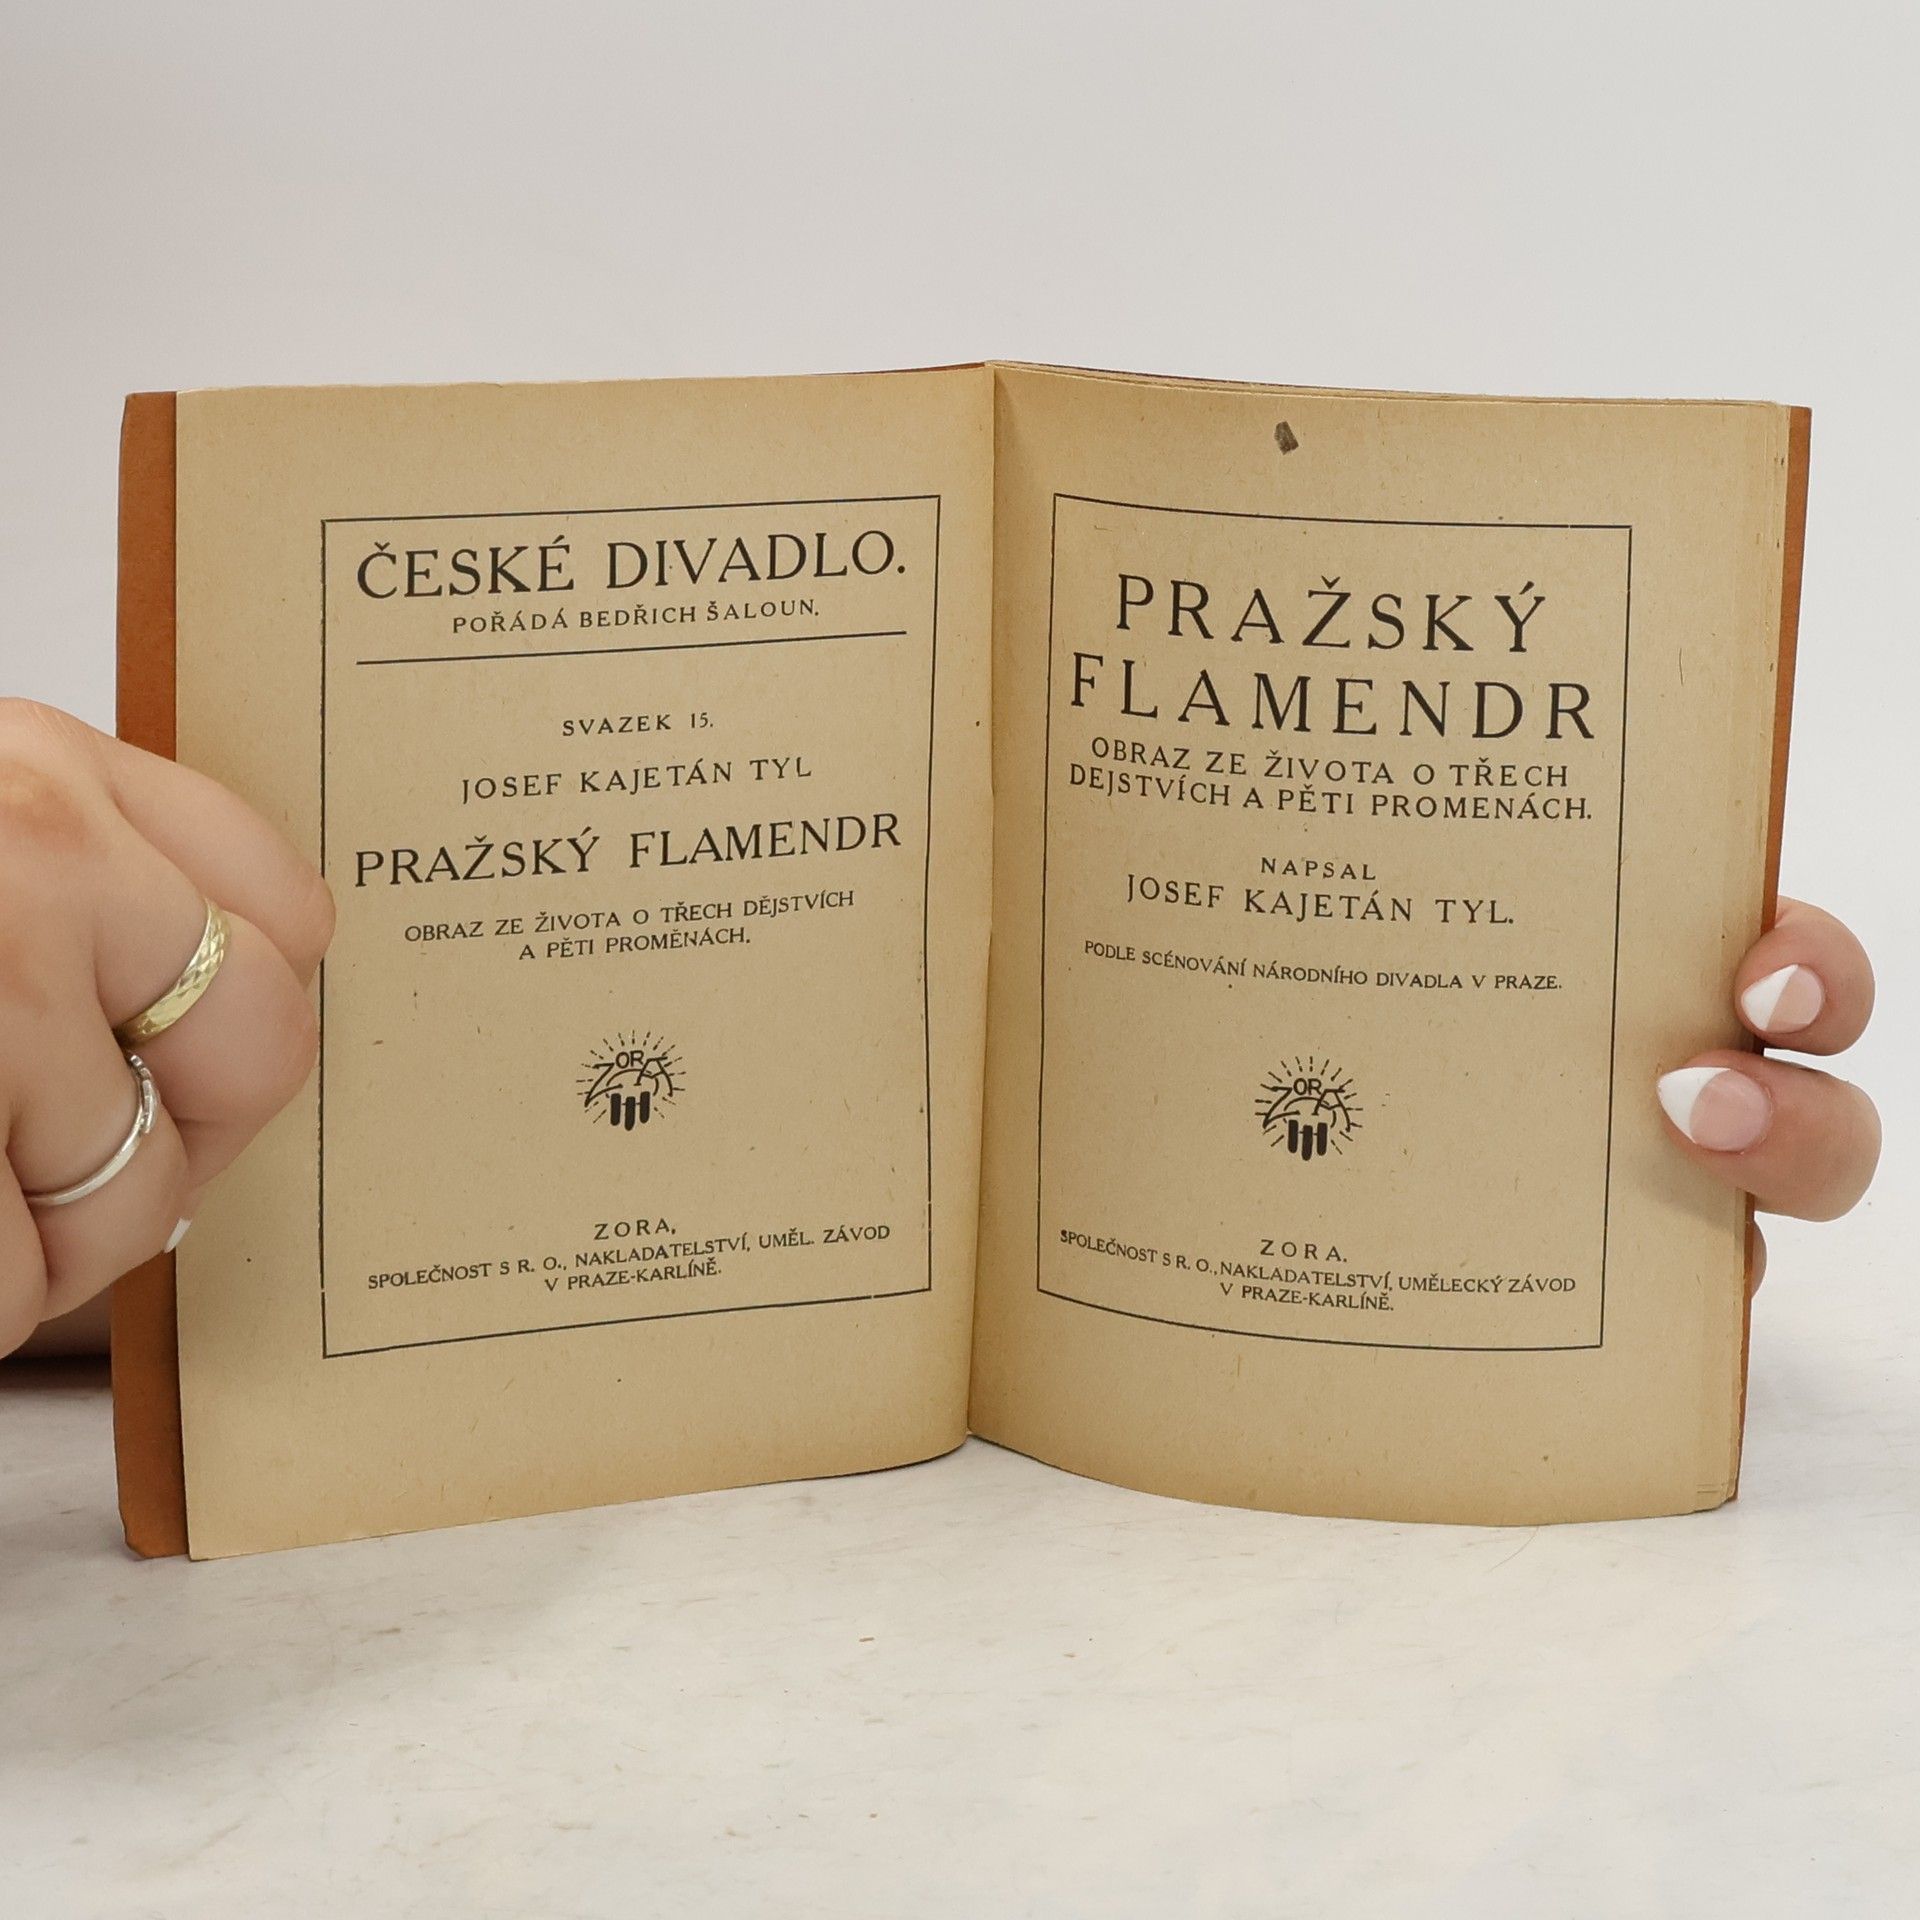 ČESKÉ DIVADLO.
POŘÁDÁ BEDŘICH ŠALOUN.
SVAZEK 15.
JOSEF KAJETÁN TYL
PRAŽSKÝ FLAMENDR
OBRAZ ZE ŽIVOTA O TŘECH DĚJSTVÍCH
A PĚTI PROMĚNÁCH.
ZORA
ZORA,
SPOLEČNOST S R. O., NAKLADATELSTVÍ, UMĚL. ZÁVOD
V PRAZE-KARLÍNĚ.
PRAŽSKÝ
FLAMENDR
OBRAZ ZE ŽIVOTA O TŘECH
DEJSTVÍCH A PĚTI PROMENÁCH.
NAPSAL
JOSEF KAJETÁN TYL.
PODLE SCÉNOVÁNÍ NÁRODNÍHO DIVADLA V PRAZE.
ZORA
ZORA.
SPOLEČNOST S R. O., NAKLADATELSTVÍ, UMĚLECKÝ ZÁVOD
V PRAZE-KARLÍNĚ.